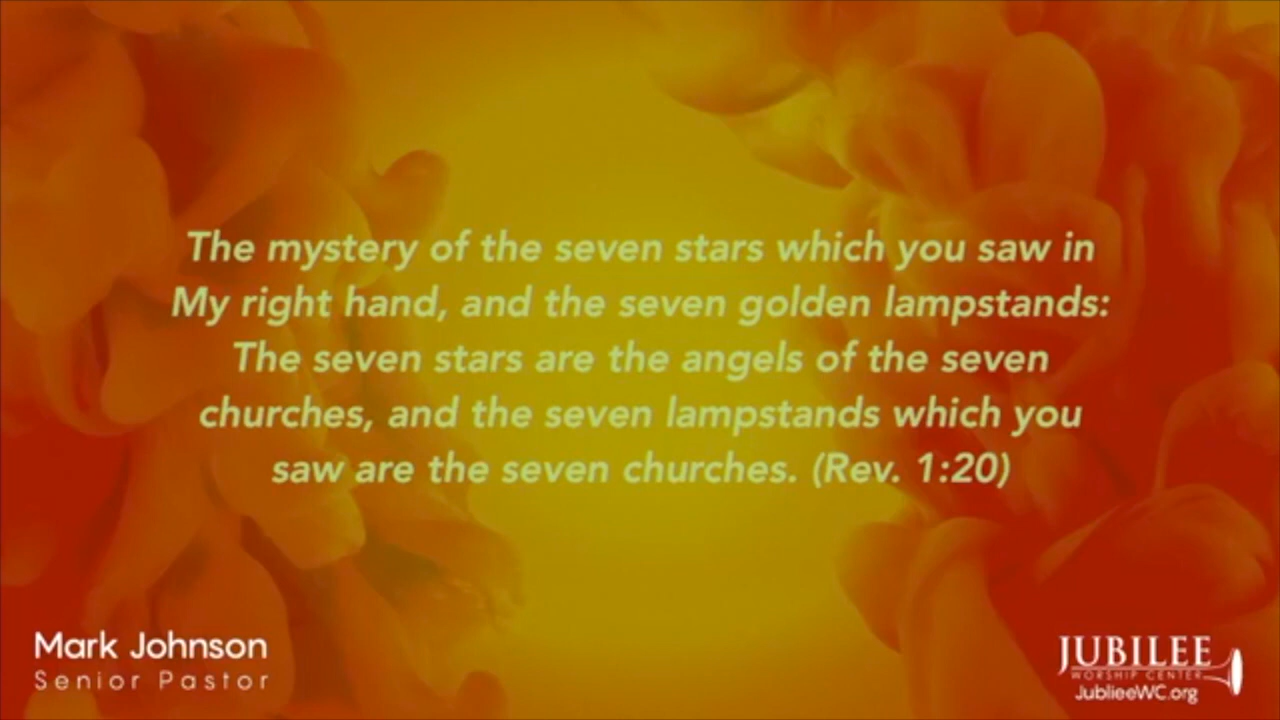 The mystery of the seven stars which you saw in
My right hand, and the seven golden lampstands:
The seven stars are the angels of the seven
churches, and the seven lampstands which you
saw are the seven churches. (Rev. 1:20)
Mark Johnson
Senior Pastor
JUBILEE
WORSHIP CENTER
JublieeWC.org